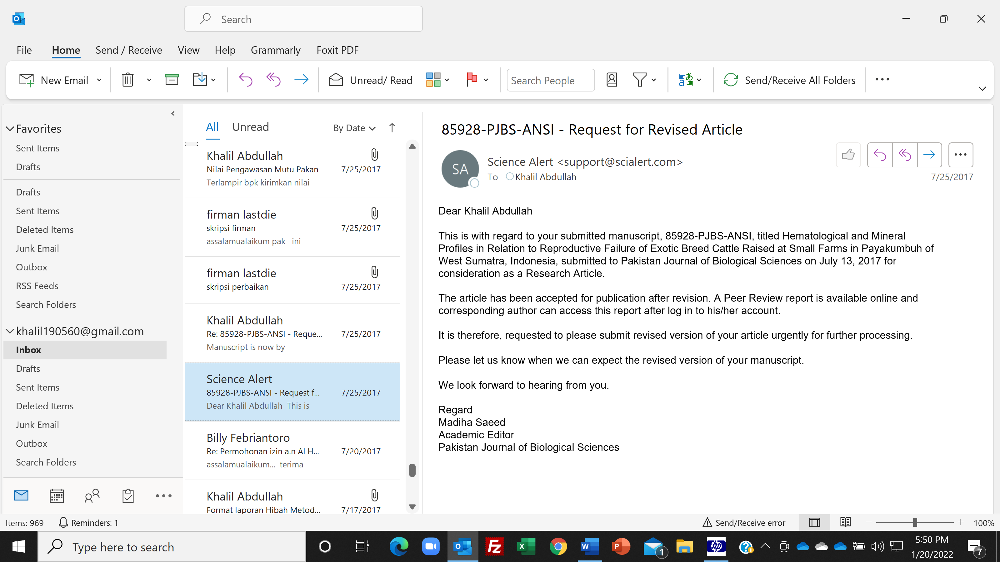 Search
File Home Send / Receive View Help Grammarly Foxit PDF
New Email Unread/ Read Search People Send/Receive All Folders
Favorites
Sent Items
Drafts
Drafts
Sent Items
Deleted Items
Junk Email
Outbox
RSS Feeds
Search Folders
khalil190560@gmail.com
Inbox
Drafts
Sent Items
Deleted Items
Junk Email
Outbox
Search Folders
All Unread By Date
Khalil Abdullah
Nilai Pengawasan Mutu Pakan 7/25/2017
Terlampir bpk kirimkan nilai
firman lastdie
skripsi firman 7/25/2017
assalamualaikum pak ini
firman lastdie
skripsi perbaikan 7/25/2017
Khalil Abdullah
Re: 85928-PJBS-ANSI - Reque... 7/25/2017
Manuscript is now by
Science Alert
85928-PJBS-ANSI - Request f... 7/25/2017
Dear Khalil Abdullah This is
Billy Febriantoro
Re: Permohonan izin a.n Al H... 7/20/2017
assalamualaikum... terima
Khalil Abdullah
Format laporan Hibah Metod... 7/17/2017
85928-PJBS-ANSI - Request for Revised Article
SA
Science Alert <support@scialert.com>
To Khalil Abdullah
7/25/2017
Dear Khalil Abdullah
This is with regard to your submitted manuscript, 85928-PJBS-ANSI, titled Hematological and Mineral
Profiles in Relation to Reproductive Failure of Exotic Breed Cattle Raised at Small Farms in Payakumbuh of
West Sumatra, Indonesia, submitted to Pakistan Journal of Biological Sciences on July 13, 2017 for
consideration as a Research Article.
The article has been accepted for publication after revision. A Peer Review report is available online and
corresponding author can access this report after log in to his/her account.
It is therefore, requested to please submit revised version of your article urgently for further processing.
Please let us know when we can expect the revised version of your manuscript.
We look forward to hearing from you.
Regard
Madiha Saeed
Academic Editor
Pakistan Journal of Biological Sciences
Items: 969 Reminders: 1 Send/Receive error 100%
Type here to search
1
5:50 PM
1/20/2022
7